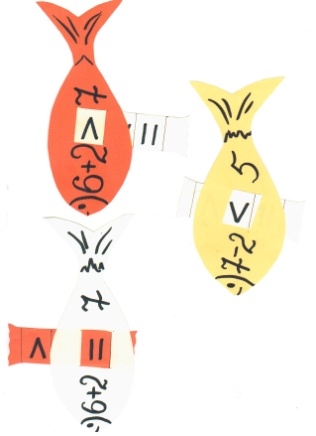 6+2 > 7
=
7-2 < 5
6+2 = 7
>